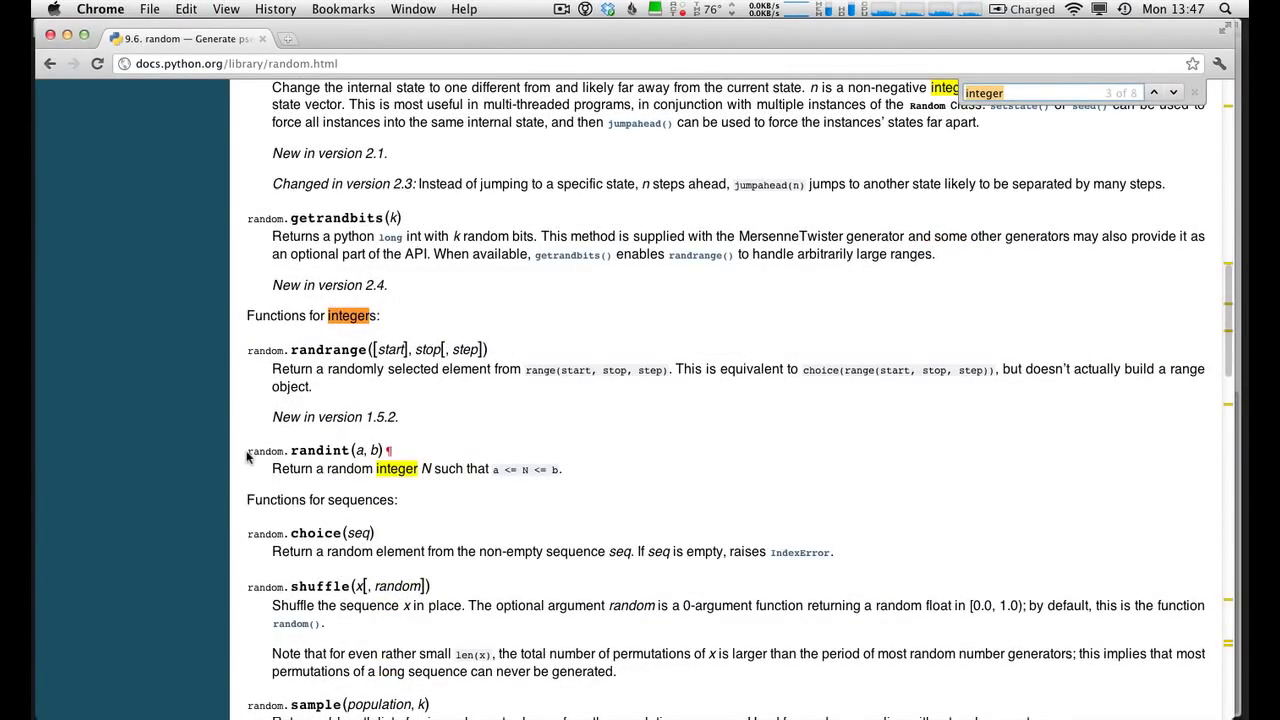 Chrome File Edit View History Bookmarks Window Help 76° 0.0KB/s 0.0KB/s Charged Mon 13:47
9.6. random — Generate ps
docs.python.org/library/random.html
integer 3 of 8
Change the internal state to one different from and likely far away from the current state. n is a non-negative integ
state vector. This is most useful in multi-threaded programs, in conjunction with multiple instances of the Random class: setstate() or seed() can be used to
force all instances into the same internal state, and then jumpahead() can be used to force the instances' states far apart.
New in version 2.1.
Changed in version 2.3: Instead of jumping to a specific state, n steps ahead, jumpahead(n) jumps to another state likely to be separated by many steps.
random.getrandbits(k)
Returns a python long int with k random bits. This method is supplied with the MersenneTwister generator and some other generators may also provide it as
an optional part of the API. When available, getrandbits() enables randrange() to handle arbitrarily large ranges.
New in version 2.4.
Functions for integers:
random.randrange([start], stop[, step])
Return a randomly selected element from range(start, stop, step). This is equivalent to choice(range(start, stop, step)), but doesn't actually build a range
object.
New in version 1.5.2.
random.randint(a, b)¶
Return a random integer N such that a <= N <= b.
Functions for sequences:
random.choice(seq)
Return a random element from the non-empty sequence seq. If seq is empty, raises IndexError.
random.shuffle(x[, random])
Shuffle the sequence x in place. The optional argument random is a 0-argument function returning a random float in [0.0, 1.0); by default, this is the function
random().
Note that for even rather small len(x), the total number of permutations of x is larger than the period of most random number generators; this implies that most
permutations of a long sequence can never be generated.
random.sample(population, k)